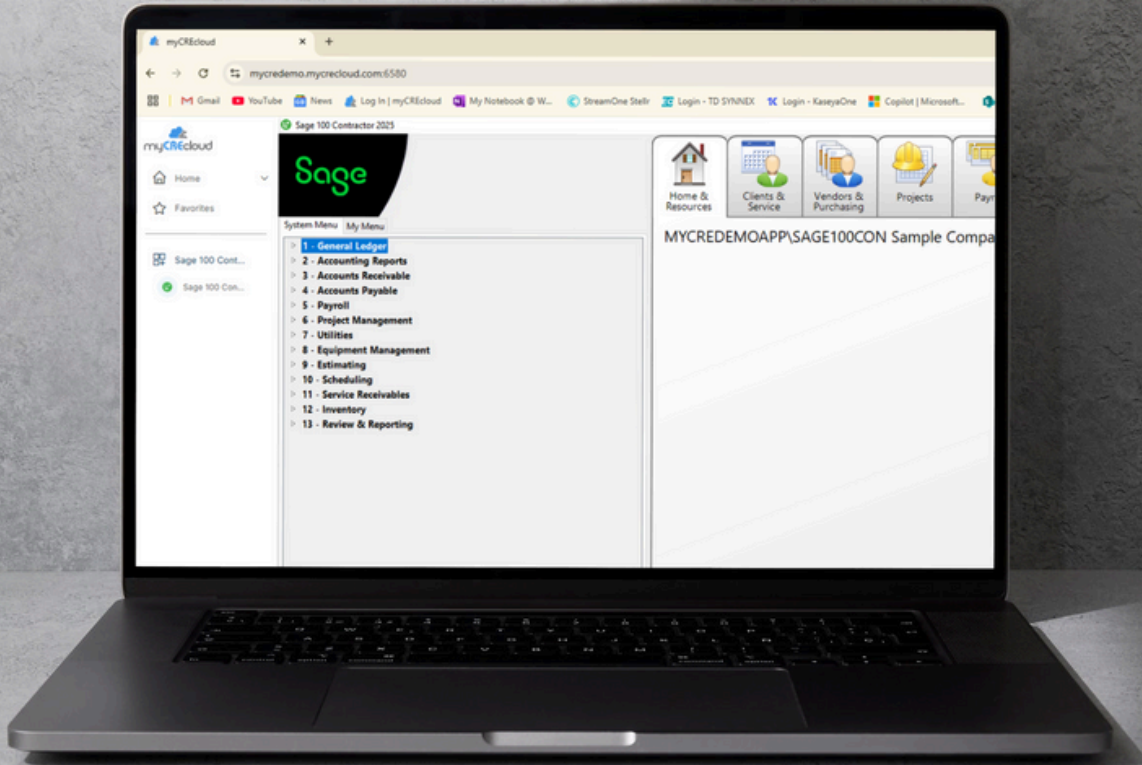 myCREcloud
mycredemo.mycrecloud.com:6580
Gmail
YouTube
News
Log In | myCREcloud
My Notebook @ W...
StreamOne Stellr
Login - TD SYNNEX
Login - KaseyaOne
Copilot | Microsoft...
myCREcloud
Home
Favorites
Sage 100 Cont...
Sage 100 Con...
Sage 100 Contractor 2025
Sage
System Menu
My Menu
1 - General Ledger
2 - Accounting Reports
3 - Accounts Receivable
4 - Accounts Payable
5 - Payroll
6 - Project Management
7 - Utilities
8 - Equipment Management
9 - Estimating
10 - Scheduling
11 - Service Receivables
12 - Inventory
13 - Review & Reporting
Home &
Resources
Clients &
Service
Vendors &
Purchasing
Projects
Payr
MYCREDEMOAPP\SAGE100CON Sample Compa